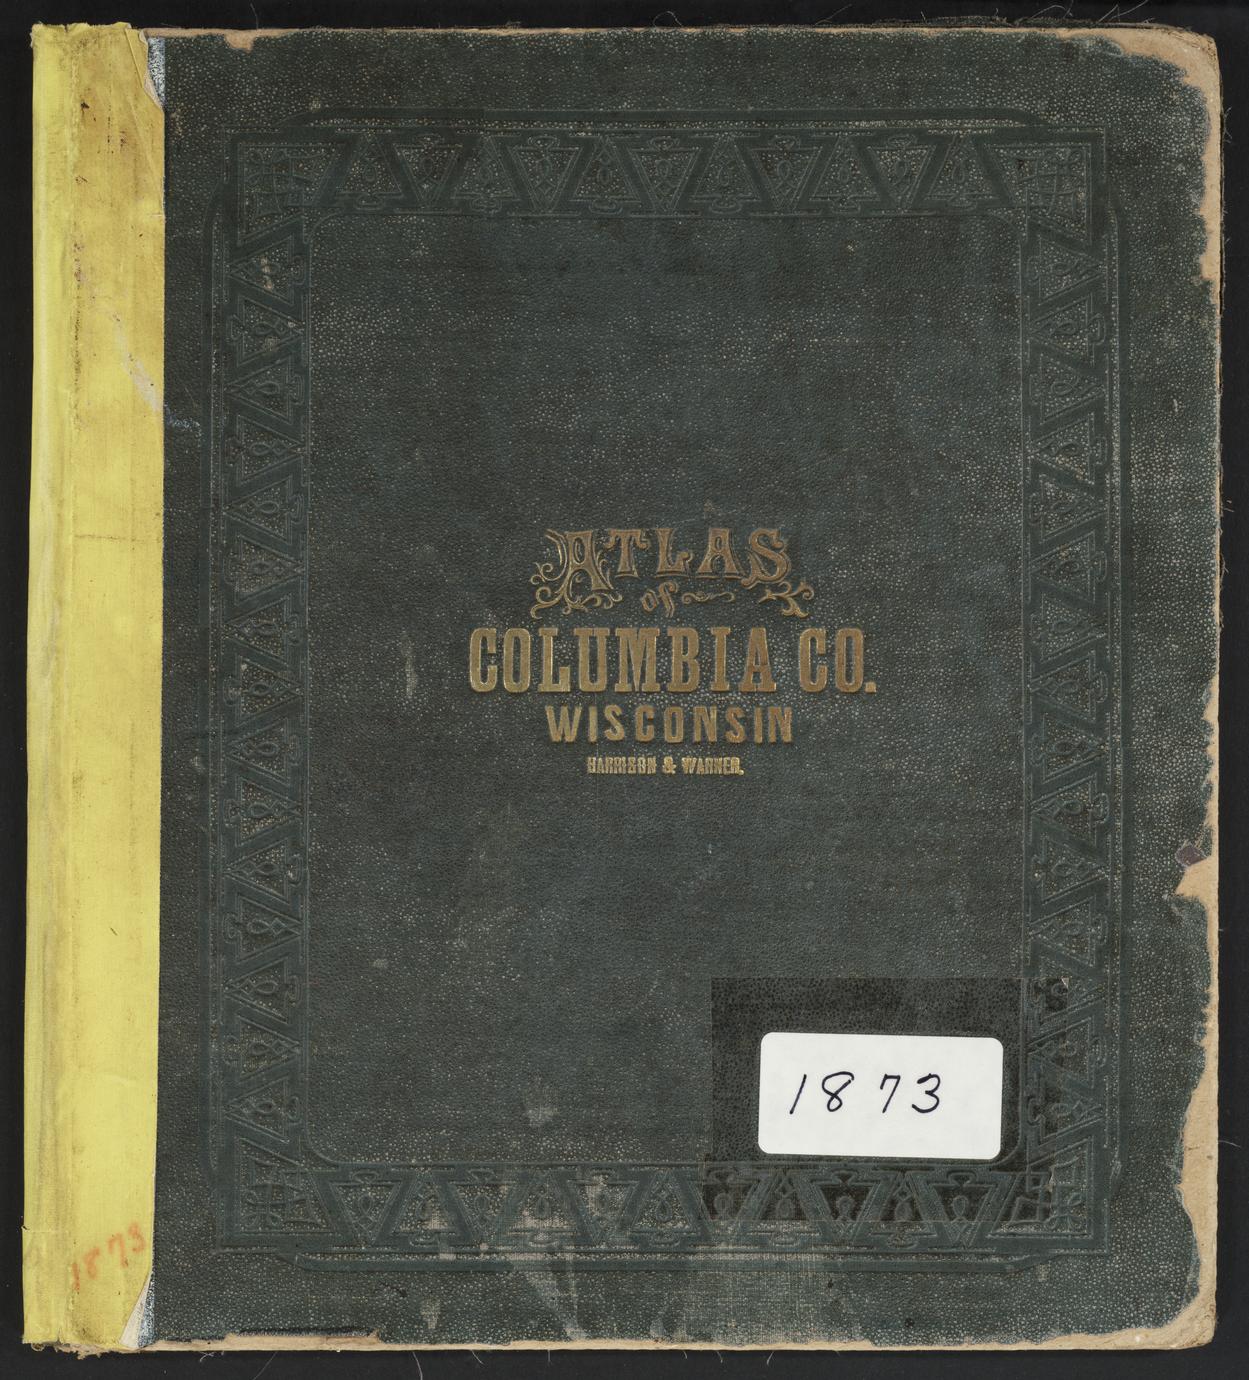 ATLAS
of
COLUMBIA CO.
WISCONSIN
HARRISON & WARNER.
1873
1873